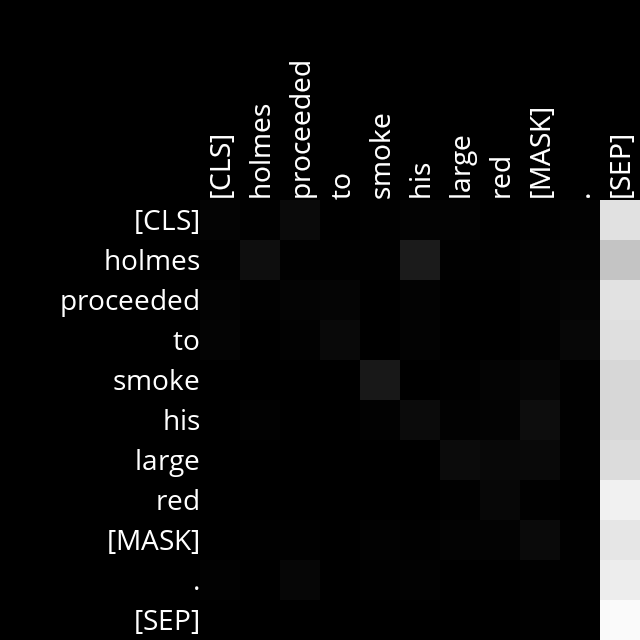 [CLS] holmes proceeded to smoke his large red [MASK] . [SEP]
[CLS]
holmes
proceeded
to
smoke
his
large
red
[MASK]
.
[SEP]